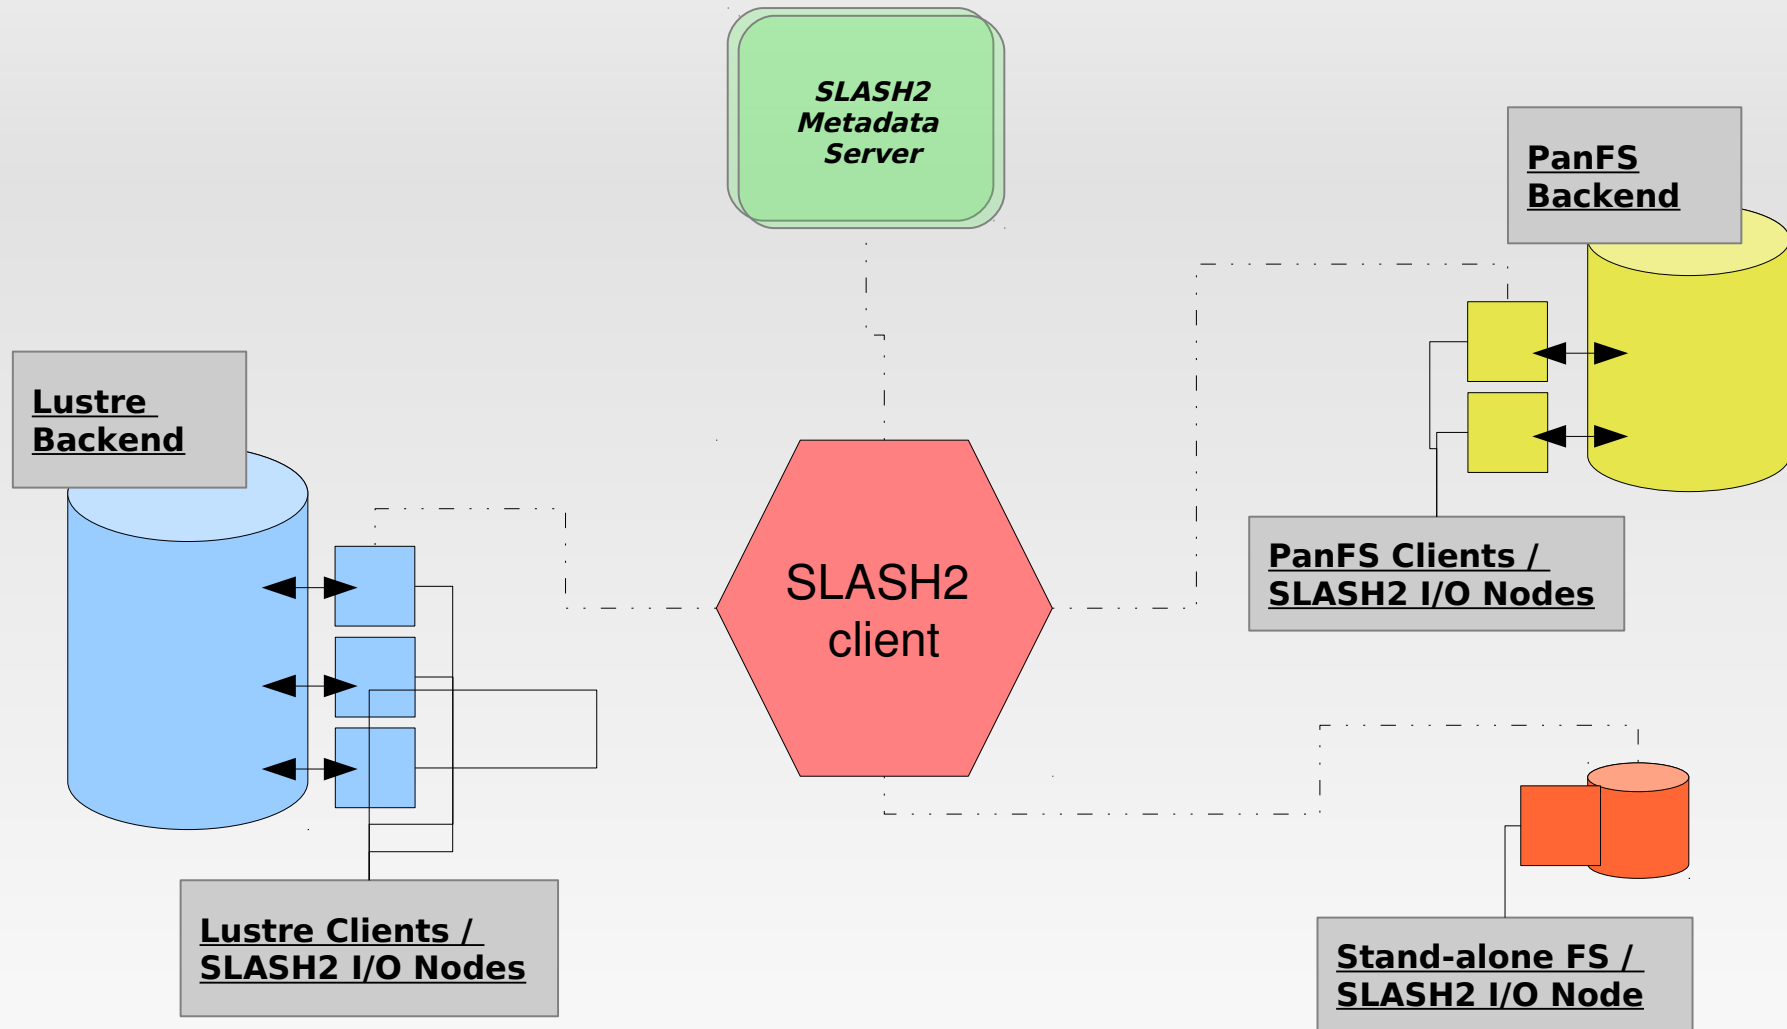 SLASH2
Metadata
Server
PanFS
Backend
Lustre
Backend
SLASH2
client
PanFS Clients /
SLASH2 I/O Nodes
Lustre Clients /
SLASH2 I/O Nodes
Stand-alone FS /
SLASH2 I/O Node